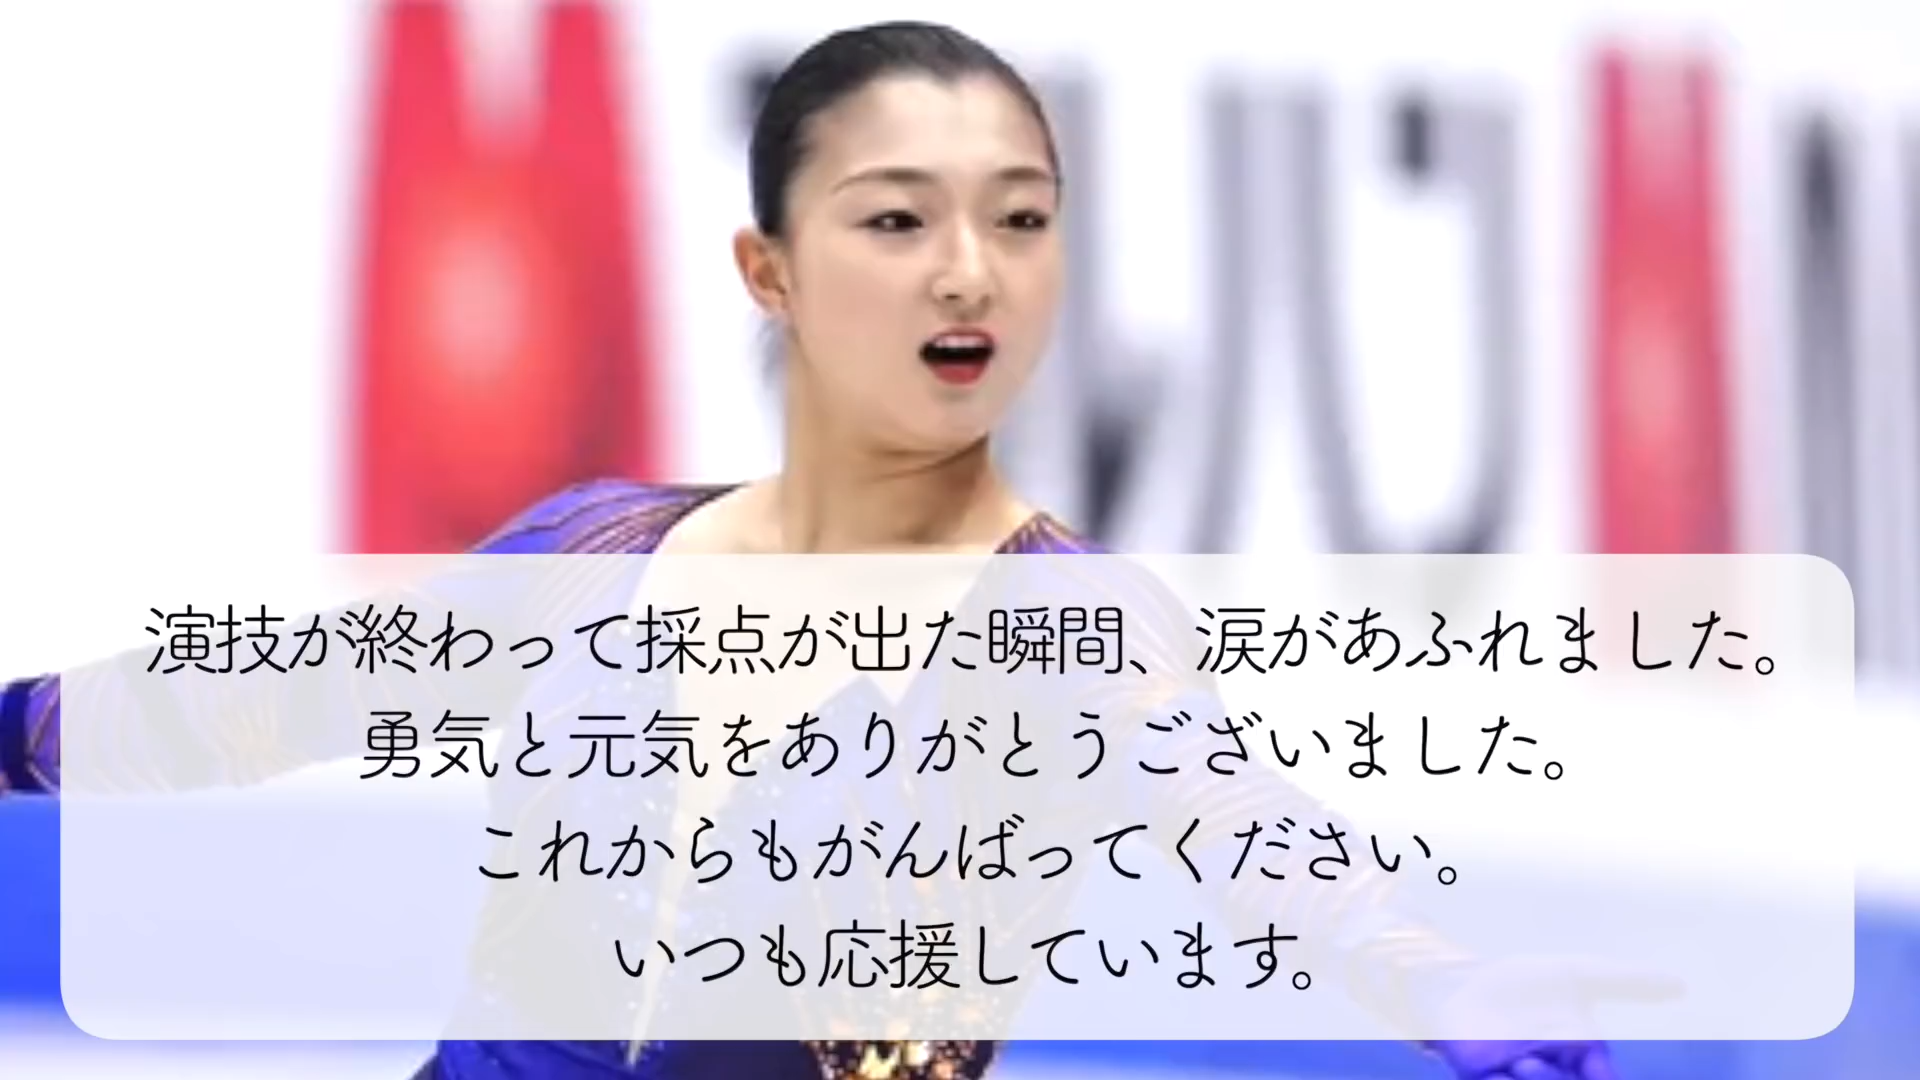 演技が終わって採点が出た瞬間、涙があふれました。
勇気と元気をありがとうございました。
これからもがんばってください。
いつも応援しています。